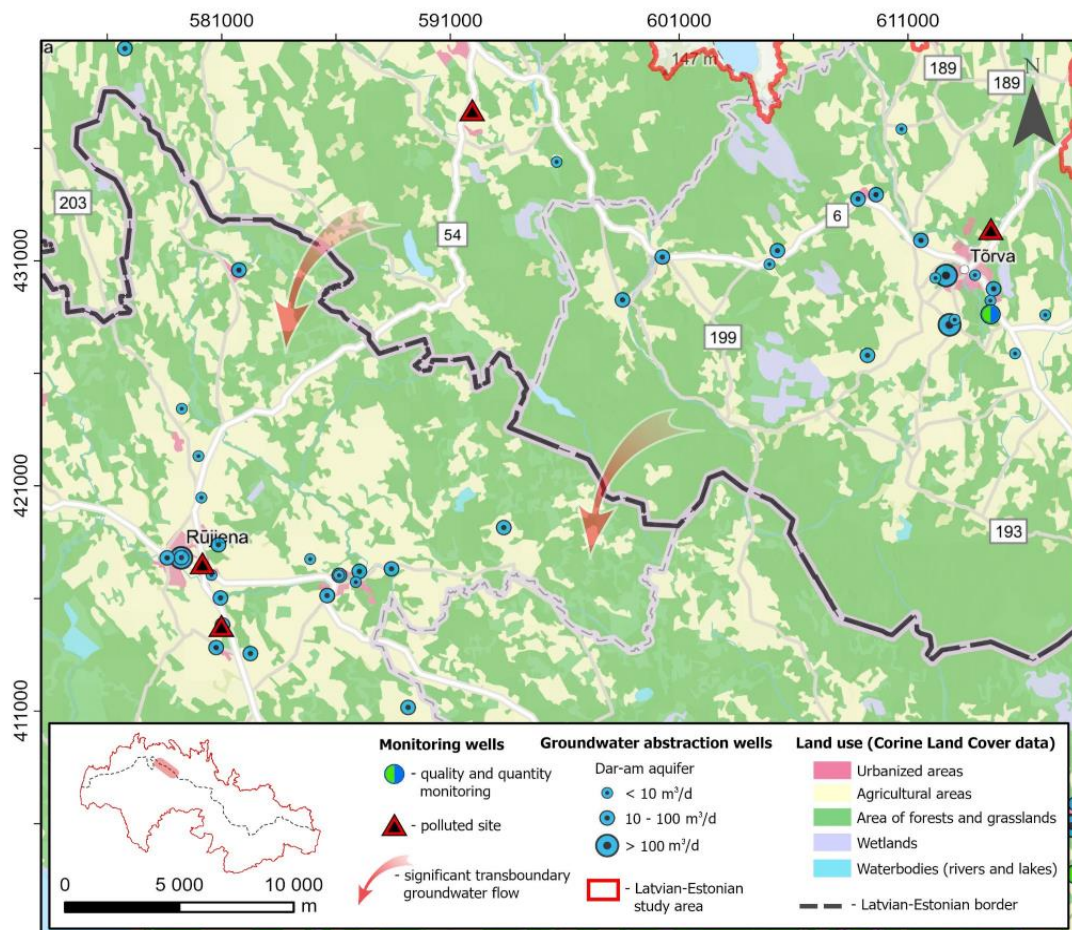 581000
591000
601000
611000
a
147 m
189
189
N
203
54
6
431000
Tõrva
199
421000
Rūjiena
193
411000
Monitoring wells
- quality and quantity
monitoring
- polluted site
- significant transboundary
groundwater flow
Groundwater abstraction wells
Dar-am aquifer
< 10 m³/d
10 - 100 m³/d
> 100 m³/d
- Latvian-Estonian
study area
Land use (Corine Land Cover data)
Urbanized areas
Agricultural areas
Area of forests and grasslands
Wetlands
Waterbodies (rivers and lakes)
- Latvian-Estonian border
0
5 000
10 000
m